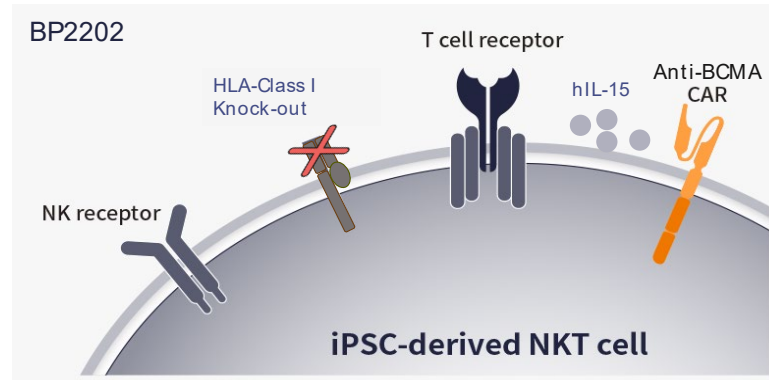 BP2202
T cell receptor
HLA-Class I
Knock-out
hIL-15
Anti-BCMA
CAR
NK receptor
iPSC-derived NKT cell